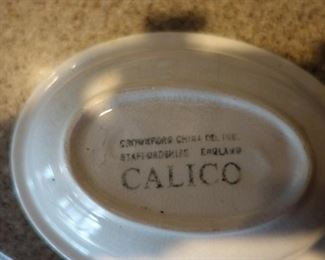 CROWNFORD CHINA CO. INC.
STAFFORDSHIRE ENGLAND
CALICO